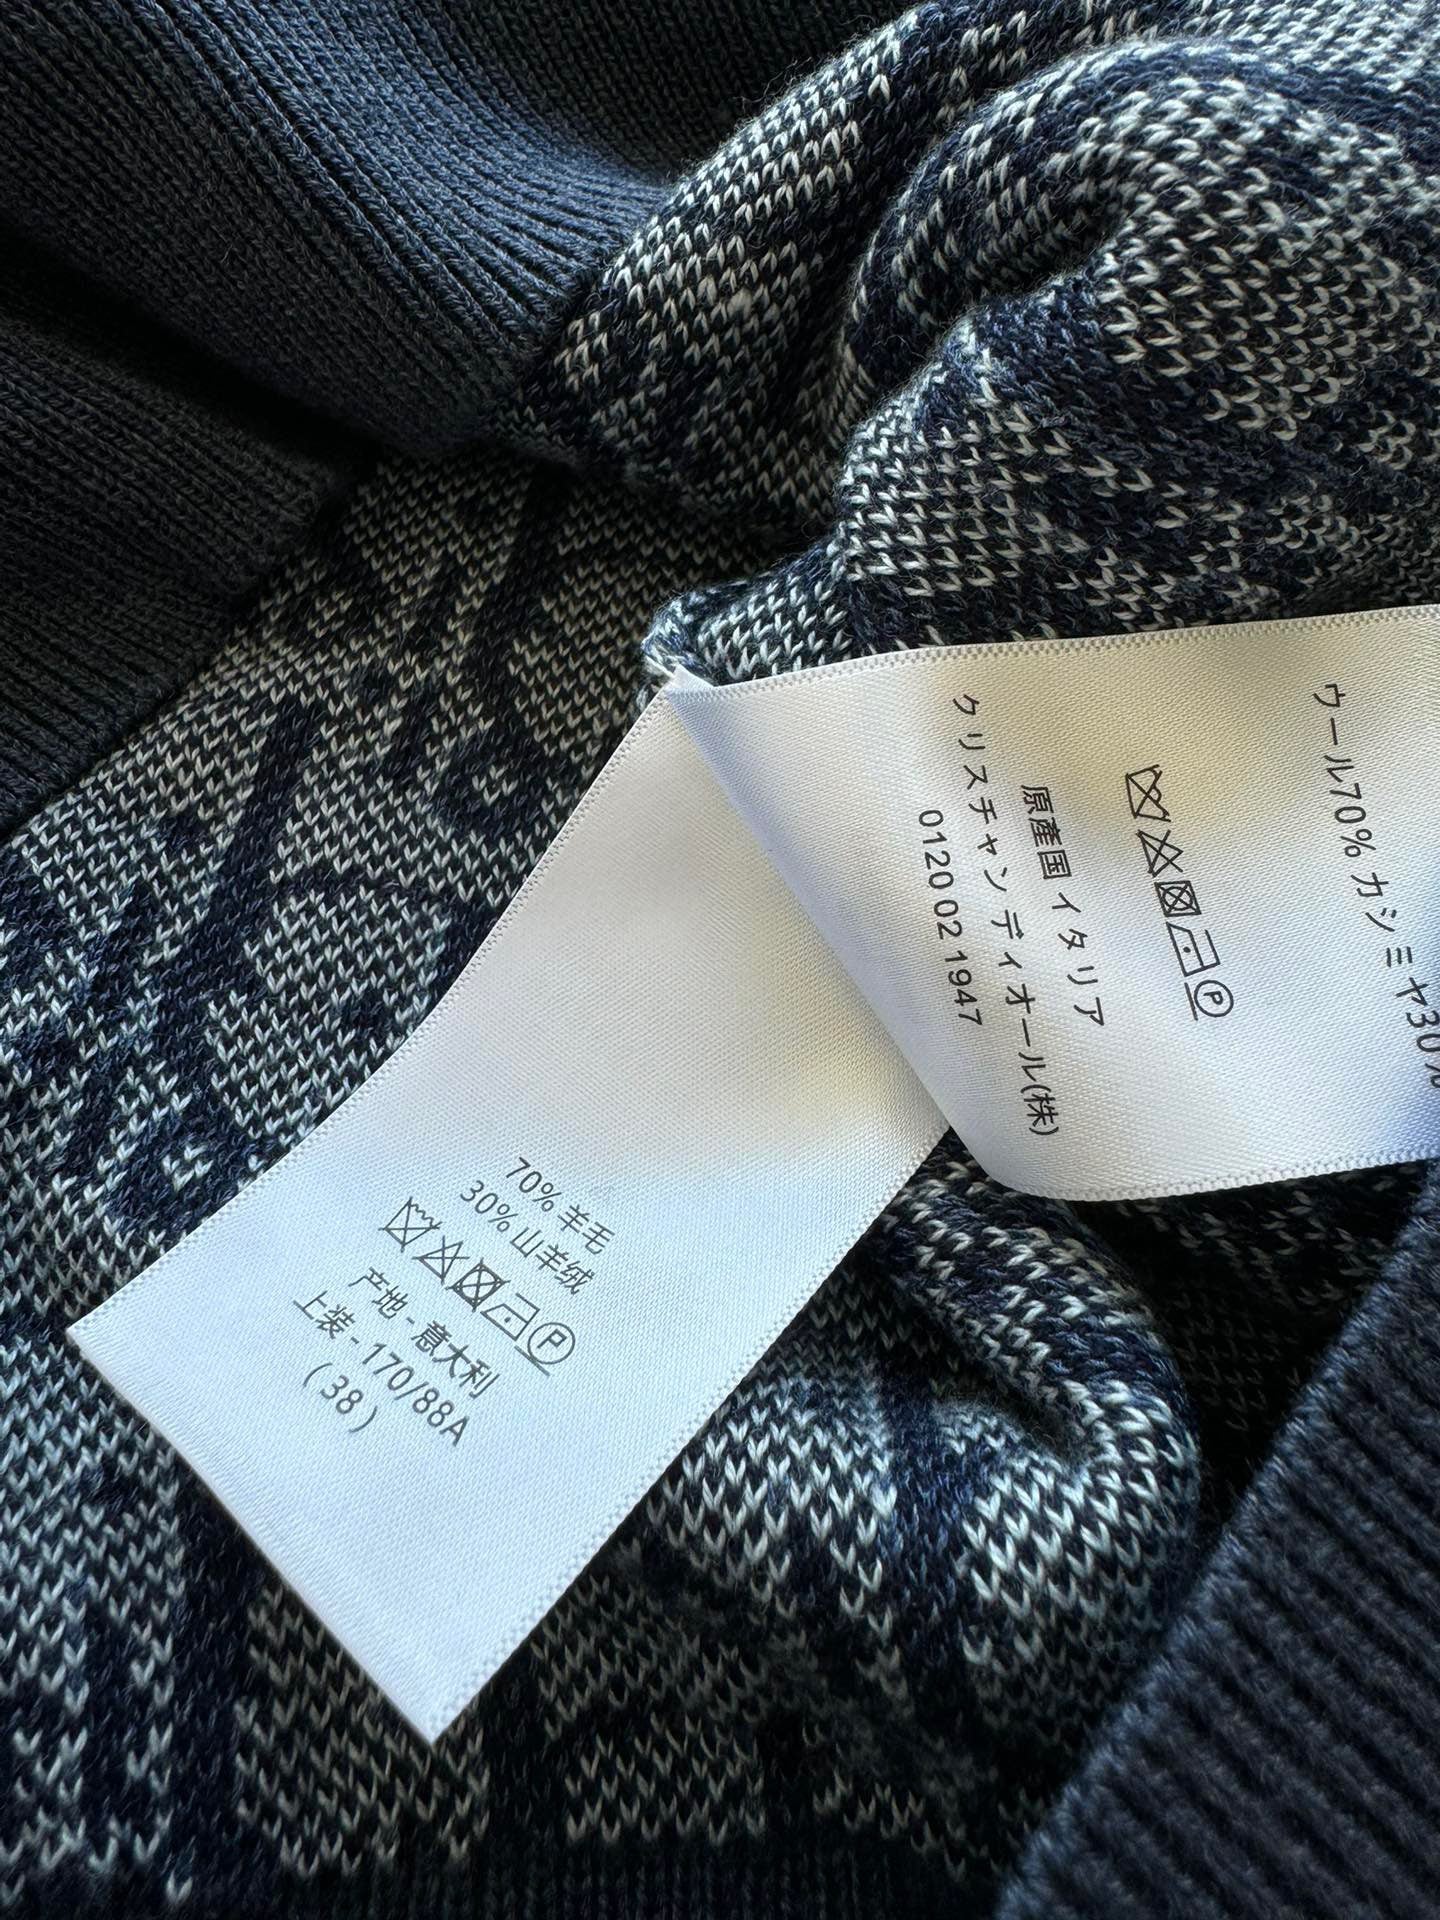 ウール70% カシミヤ30%
原産国 イタリア
クリスチャン ディオール(株)
0120 02 1947
70% 羊毛
30% 山羊绒
P
产地 - 意大利
上装 - 170/88A
( 38 )
P